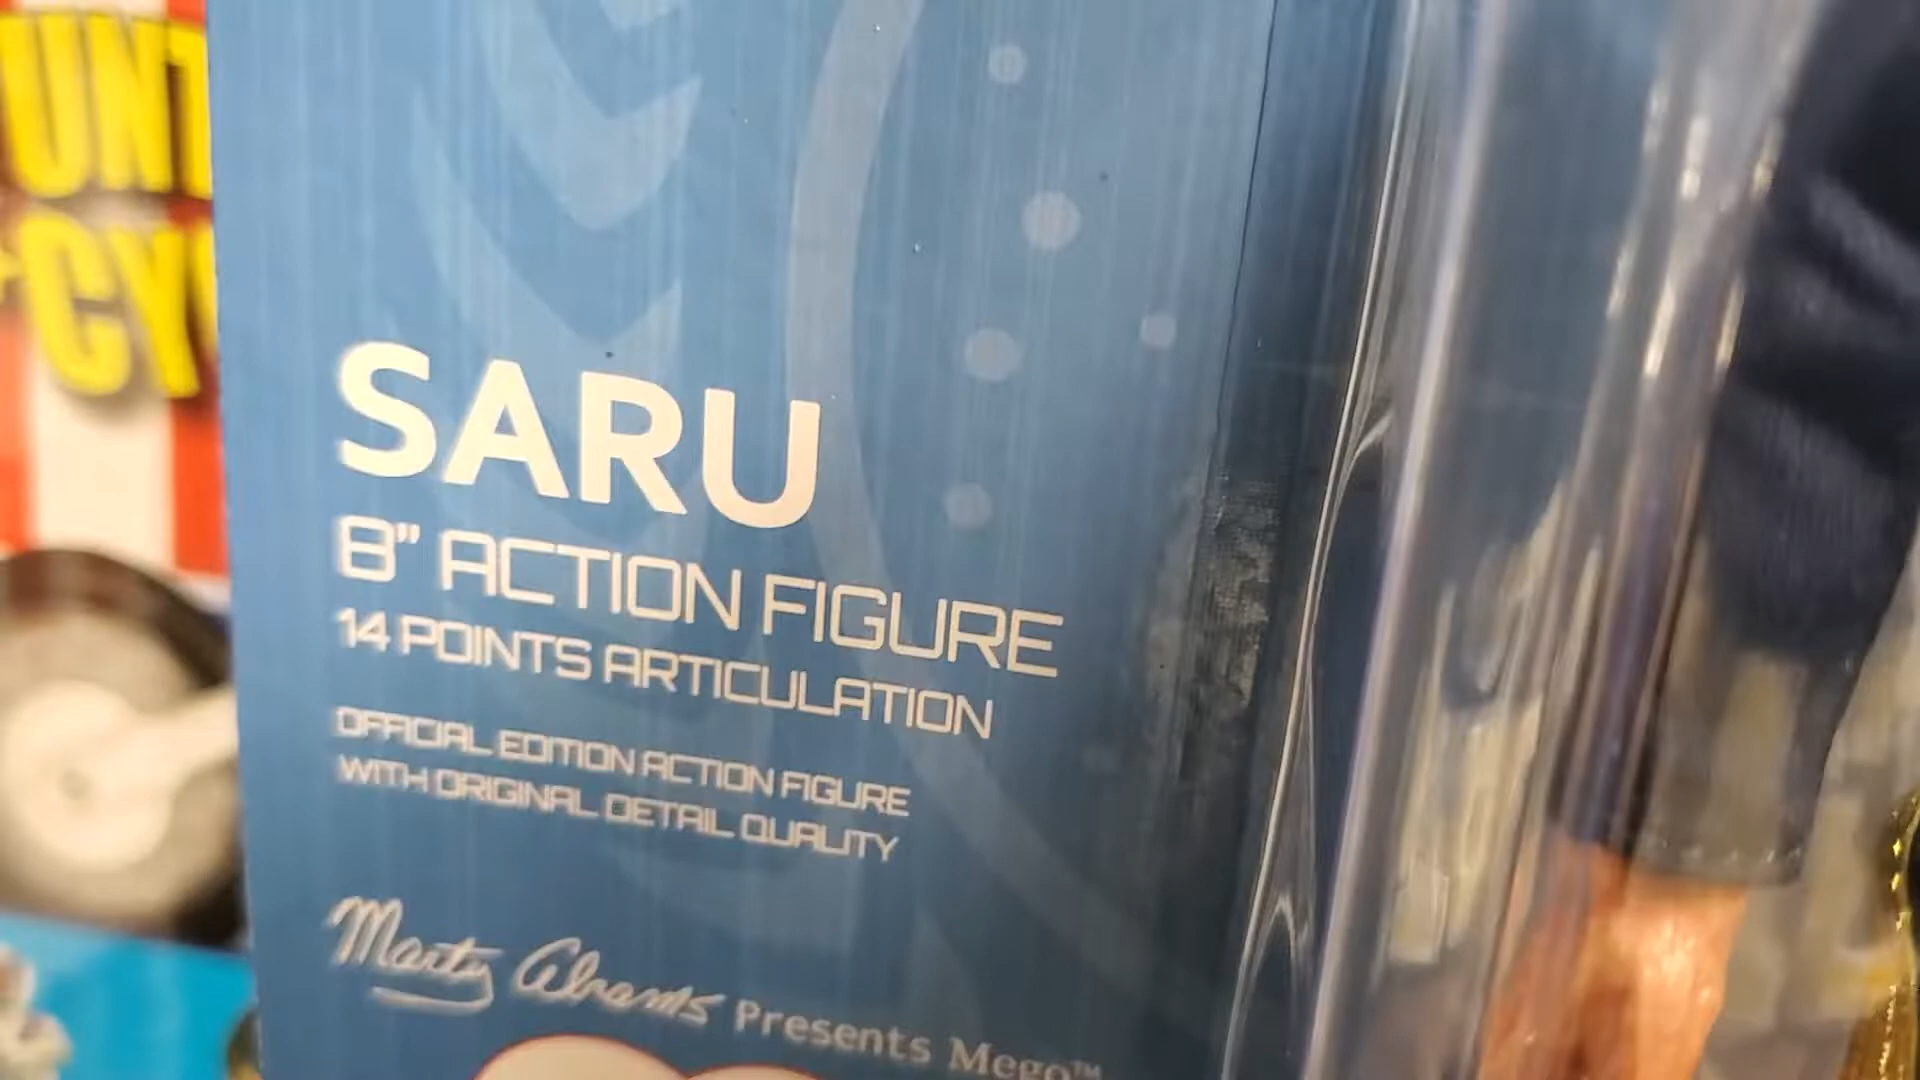 SARU
8" ACTION FIGURE
14 POINTS ARTICULATION
OFFICIAL EDITION ACTION FIGURE
WITH ORIGINAL DETAIL QUALITY
Marty Abrams Presents Mego™